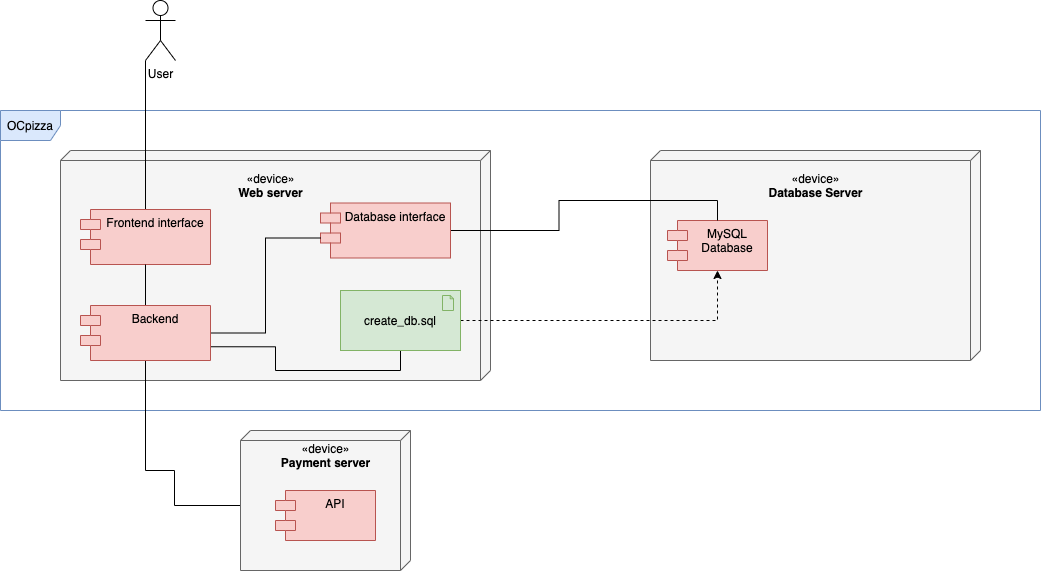 User
OCpizza
«device»
Web server
Frontend interface
Database interface
Backend
create_db.sql
«device»
Database Server
MySQL
Database
«device»
Payment server
API